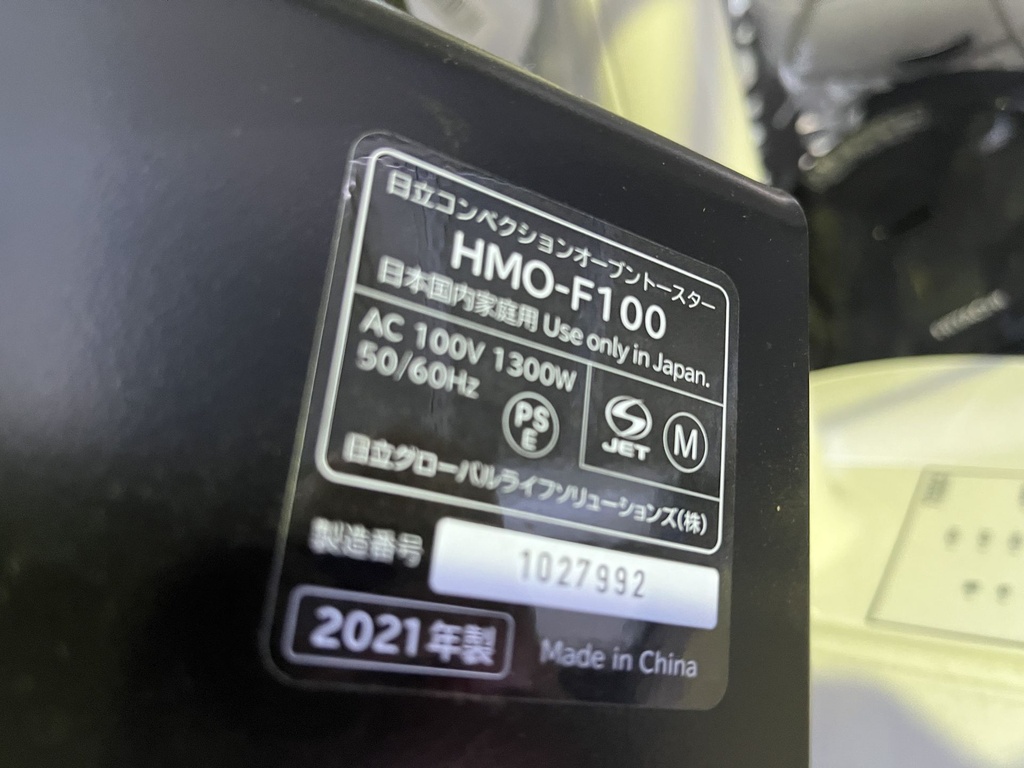 日立コンベクションオーブントースター
HMO-F100
日本国内家庭用 Use only in Japan.
AC 100V 1300W
50/60Hz
PS
E
JET
M
日立グローバルライフソリューションズ(株)
製造番号 1027992
2021年製
Made in China
HITACHI